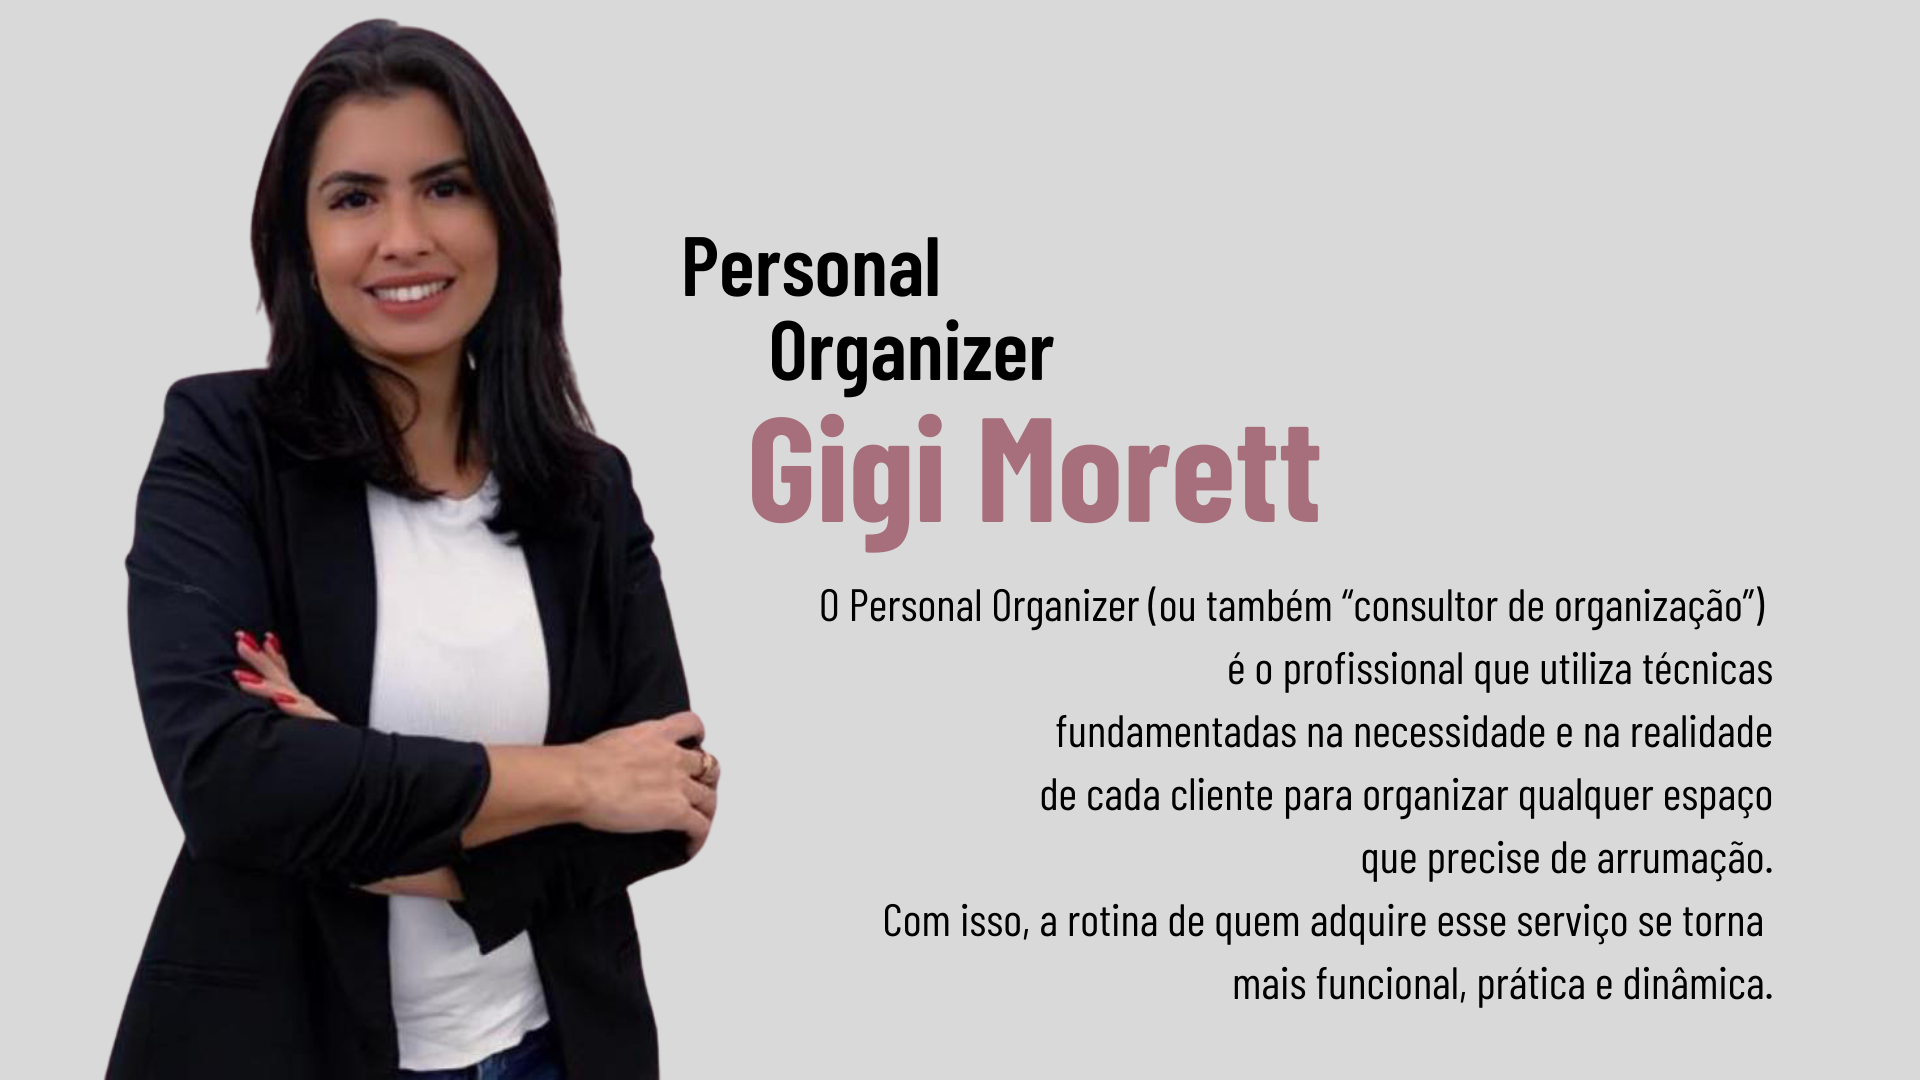 Personal
Organizer
Gigi Morett
O Personal Organizer (ou também “consultor de organização”)
é o profissional que utiliza técnicas
fundamentadas na necessidade e na realidade
de cada cliente para organizar qualquer espaço
que precise de arrumação.
Com isso, a rotina de quem adquire esse serviço se torna
mais funcional, prática e dinâmica.